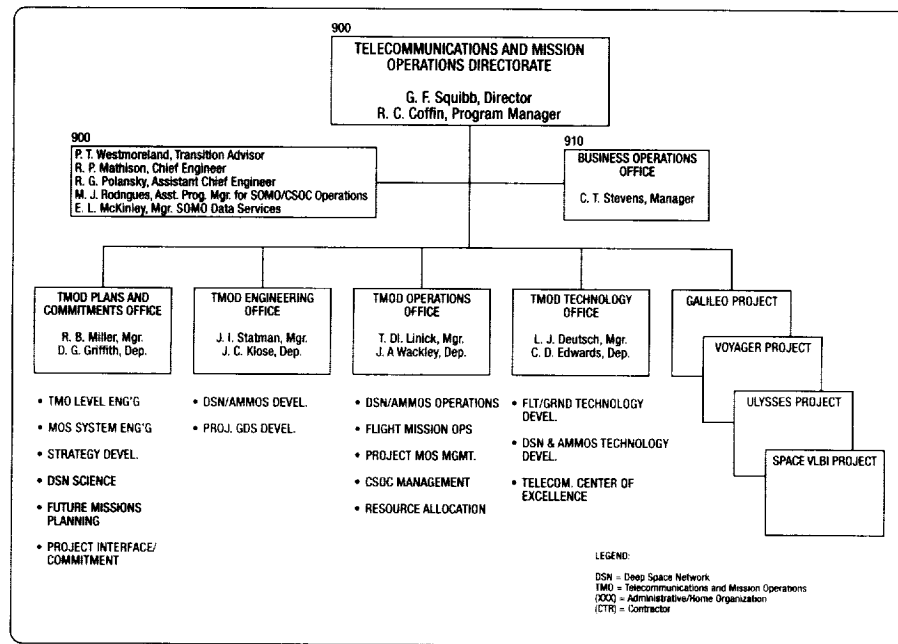 900
TELECOMMUNICATIONS AND MISSION
OPERATIONS DIRECTORATE
G. F. Squibb, Director
R. C. Coffin, Program Manager
900
P. T. Westmoreland, Transition Advisor
R. P. Mathison, Chief Engineer
R. G. Polansky, Assistant Chief Engineer
M. J. Rodrigues, Asst. Prog. Mgr. for SOMO/CSOC Operations
E. L. McKinley, Mgr. SOMO Data Services
910
BUSINESS OPERATIONS
OFFICE
C. T. Stevens, Manager
TMOD PLANS AND
COMMITMENTS OFFICE
R. B. Miller, Mgr.
D. G. Griffith, Dep.
TMOD ENGINEERING
OFFICE
J. I. Statman, Mgr.
J. C. Klose, Dep.
TMOD OPERATIONS
OFFICE
T. DI. Linick, Mgr.
J. A Wackley, Dep.
TMOD TECHNOLOGY
OFFICE
L. J. Deutsch, Mgr.
C. D. Edwards, Dep.
GALILEO PROJECT
VOYAGER PROJECT
ULYSSES PROJECT
SPACE VLBI PROJECT
• TMO LEVEL ENG'G
• MOS SYSTEM ENG'G
• STRATEGY DEVEL.
• DSN SCIENCE
• FUTURE MISSIONS
PLANNING
• PROJECT INTERFACE/
COMMITMENT
• DSN/AMMOS DEVEL.
• PROJ. GDS DEVEL.
• DSN/AMMOS OPERATIONS
• FLIGHT MISSION OPS
• PROJECT MOS MGMT.
• CSOC MANAGEMENT
• RESOURCE ALLOCATION
• FLT/GRND TECHNOLOGY
DEVEL.
• DSN & AMMOS TECHNOLOGY
DEVEL.
• TELECOM. CENTER OF
EXCELLENCE
LEGEND:
DSN = Deep Space Network
TMO = Telecommunications and Mission Operations
(XXX) = Administrative/Home Organization
(CTR) = Contractor